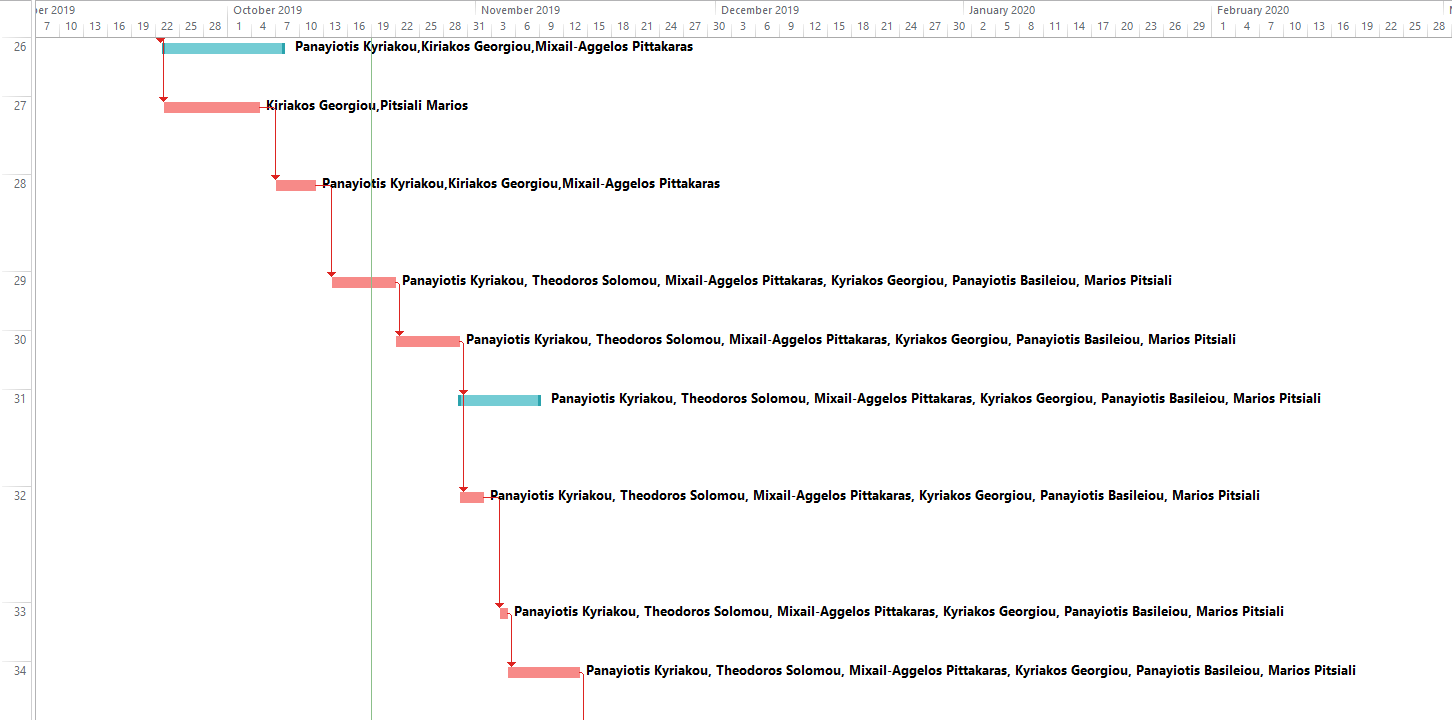 er 2019 October 2019 November 2019 December 2019 January 2020 February 2020
7 10 13 16 19 22 25 28 1 4 7 10 13 16 19 22 25 28 31 3 6 9 12 15 18 21 24 27 30 3 6 9 12 15 18 21 24 27 30 2 5 8 11 14 17 20 23 26 29 1 4 7 10 13 16 19 22 25 28
26 Panayiotis Kyriakou,Kiriakos Georgiou,Mixail-Aggelos Pittakaras
27 Kiriakos Georgiou,Pitsiali Marios
28 Panayiotis Kyriakou,Kiriakos Georgiou,Mixail-Aggelos Pittakaras
29 Panayiotis Kyriakou, Theodoros Solomou, Mixail-Aggelos Pittakaras, Kyriakos Georgiou, Panayiotis Basileiou, Marios Pitsiali
30 Panayiotis Kyriakou, Theodoros Solomou, Mixail-Aggelos Pittakaras, Kyriakos Georgiou, Panayiotis Basileiou, Marios Pitsiali
31 Panayiotis Kyriakou, Theodoros Solomou, Mixail-Aggelos Pittakaras, Kyriakos Georgiou, Panayiotis Basileiou, Marios Pitsiali
32 Panayiotis Kyriakou, Theodoros Solomou, Mixail-Aggelos Pittakaras, Kyriakos Georgiou, Panayiotis Basileiou, Marios Pitsiali
33 Panayiotis Kyriakou, Theodoros Solomou, Mixail-Aggelos Pittakaras, Kyriakos Georgiou, Panayiotis Basileiou, Marios Pitsiali
34 Panayiotis Kyriakou, Theodoros Solomou, Mixail-Aggelos Pittakaras, Kyriakos Georgiou, Panayiotis Basileiou, Marios Pitsiali